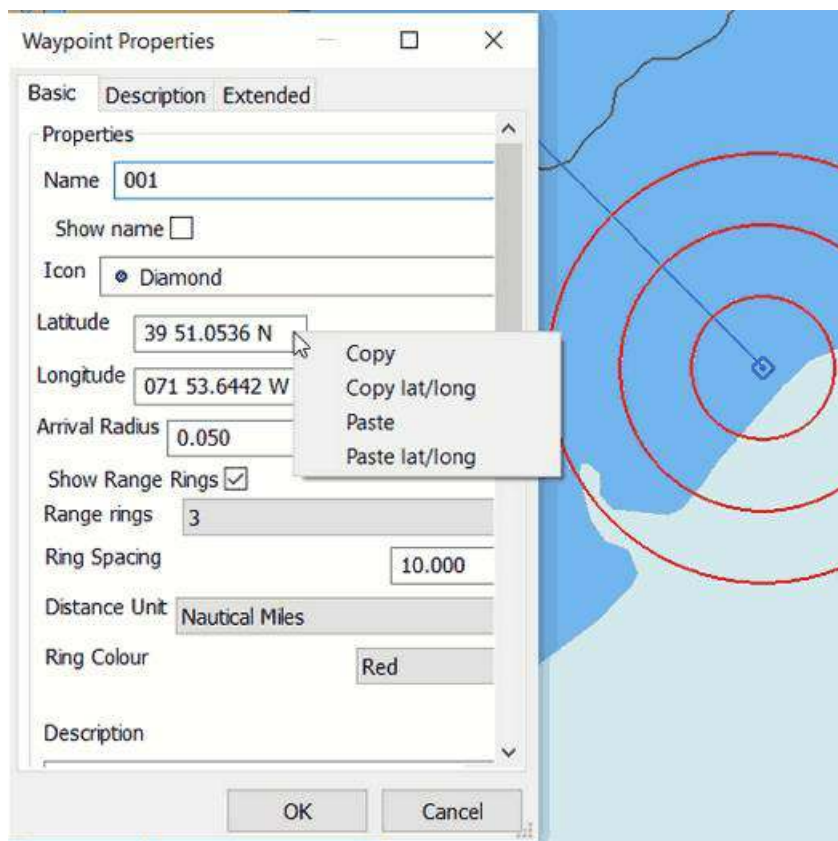 Waypoint Properties
Basic Description Extended
Properties
Name 001
Show name
Icon Diamond
Latitude 39 51.0536 N
Longitude 071 53.6442 W
Arrival Radius 0.050
Copy
Copy lat/long
Paste
Paste lat/long
Show Range Rings
Range rings 3
Ring Spacing 10.000
Distance Unit Nautical Miles
Ring Colour Red
Description
OK Cancel